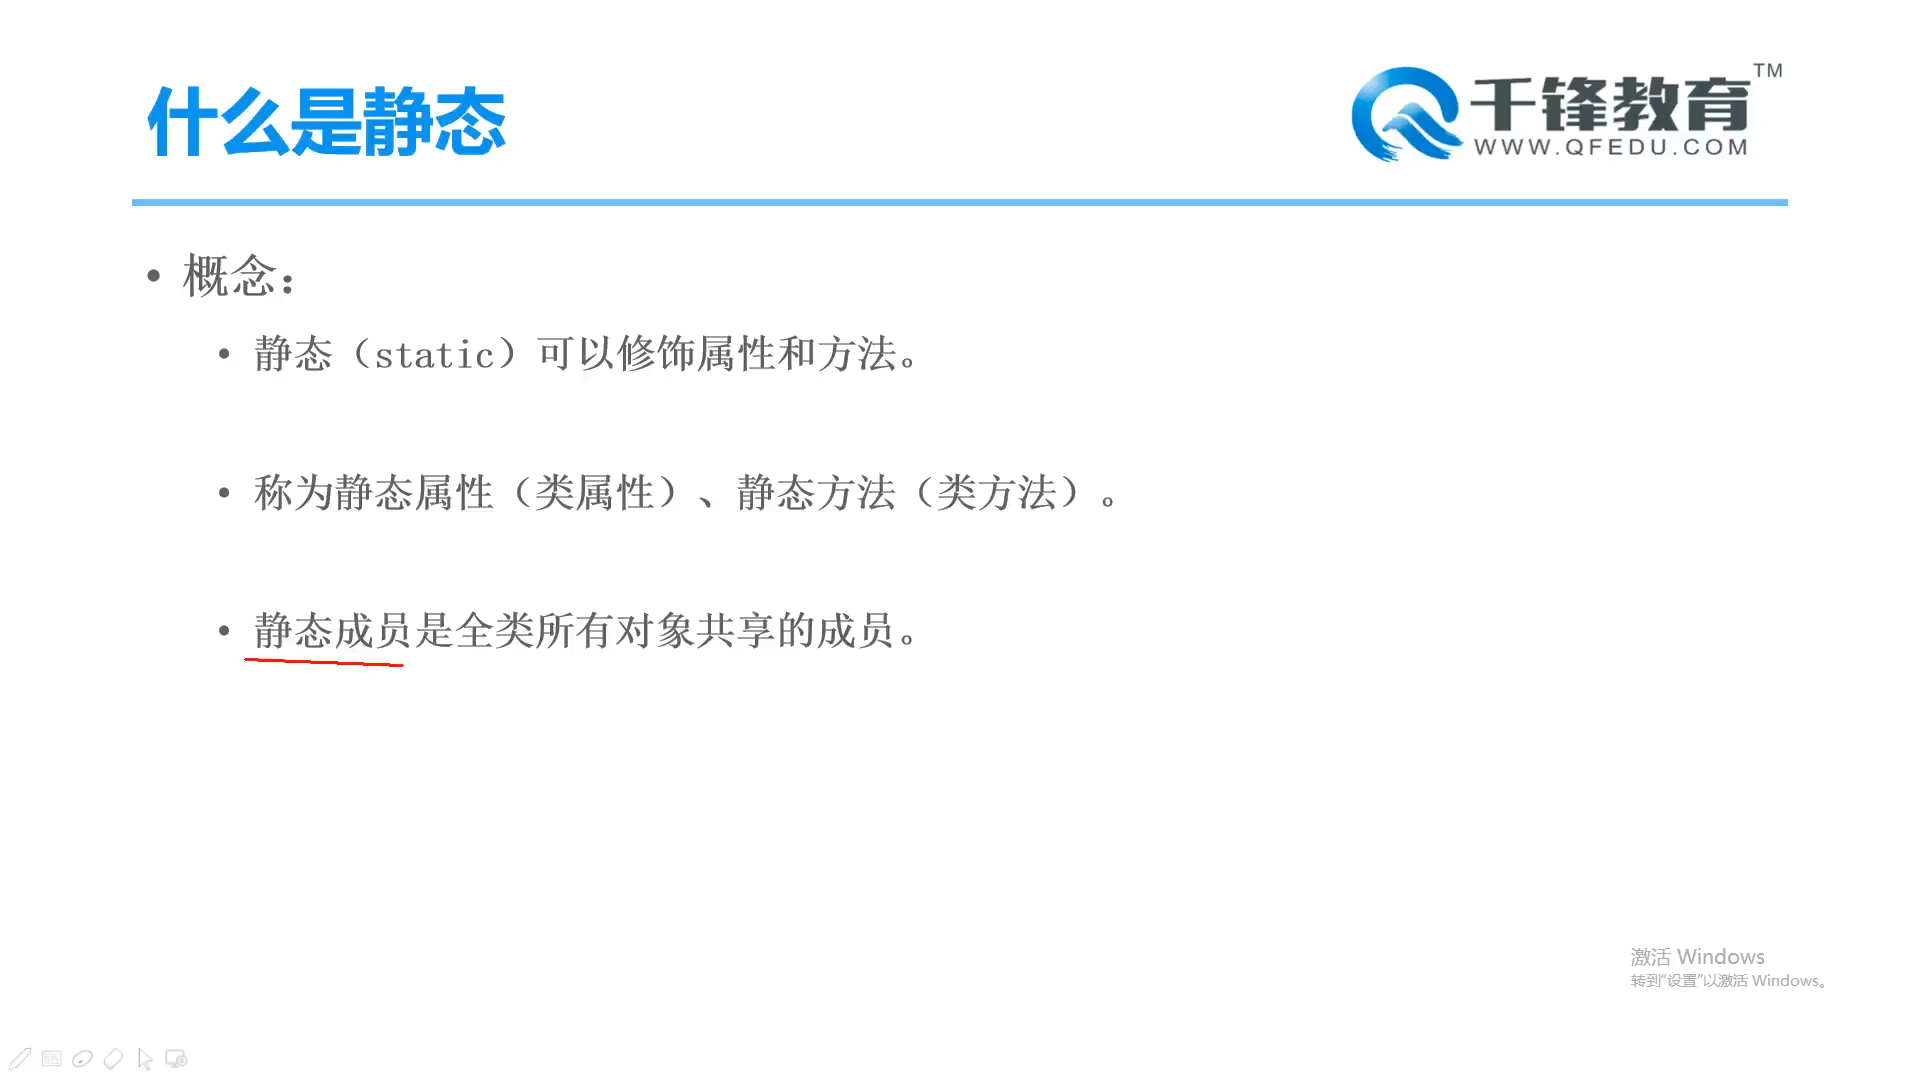 什么是静态
千锋教育TM
WWW.QFEDU.COM
• 概念：
• 静态（static）可以修饰属性和方法。
• 称为静态属性（类属性）、静态方法（类方法）。
• 静态成员是全类所有对象共享的成员。
激活 Windows
转到“设置”以激活 Windows。